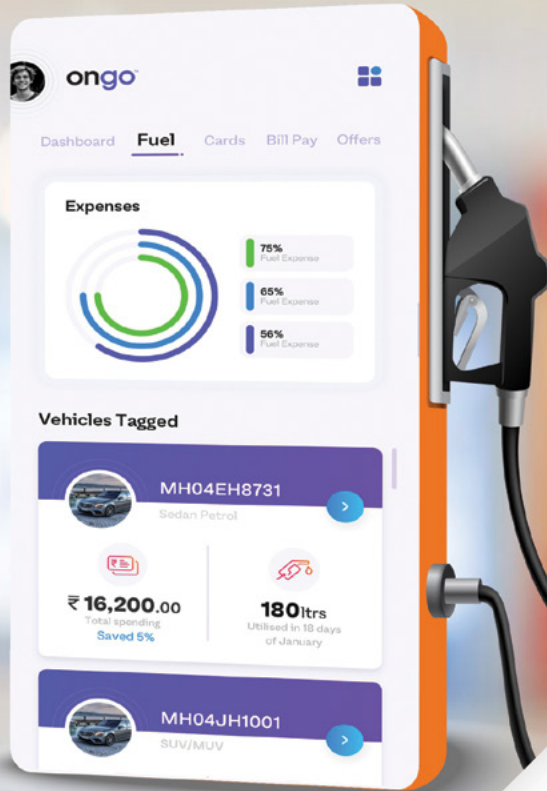 ongo™
Dashboard Fuel Cards Bill Pay Offers
Expenses
75%
Fuel Expense
65%
Fuel Expense
56%
Fuel Expense
Vehicles Tagged
MH04EH8731
Sedan Petrol
₹ 16,200.00
Total spending
Saved 5%
180ltrs
Utilised in 18 days
of January
MH04JH1001
SUV/MUV